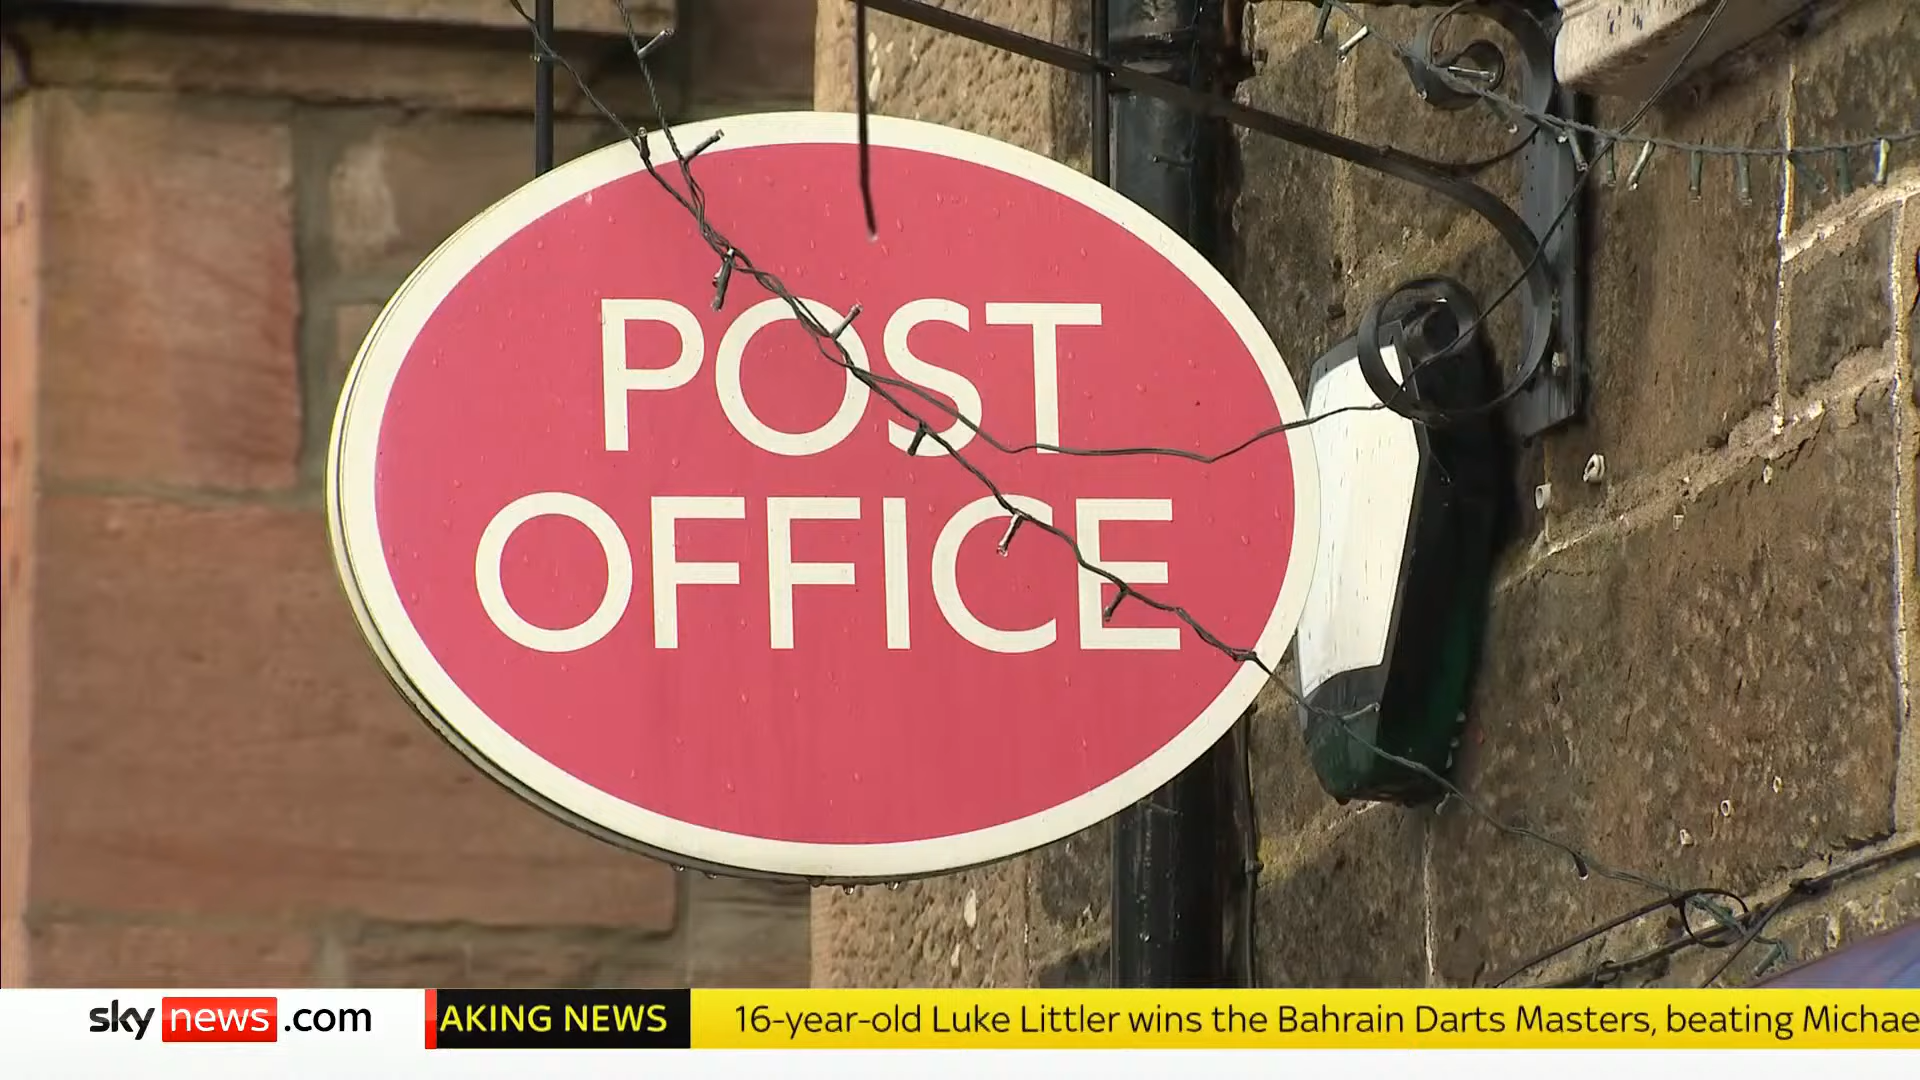 POST
OFFICE
sky news .com
AKING NEWS
16-year-old Luke Littler wins the Bahrain Darts Masters, beating Michae